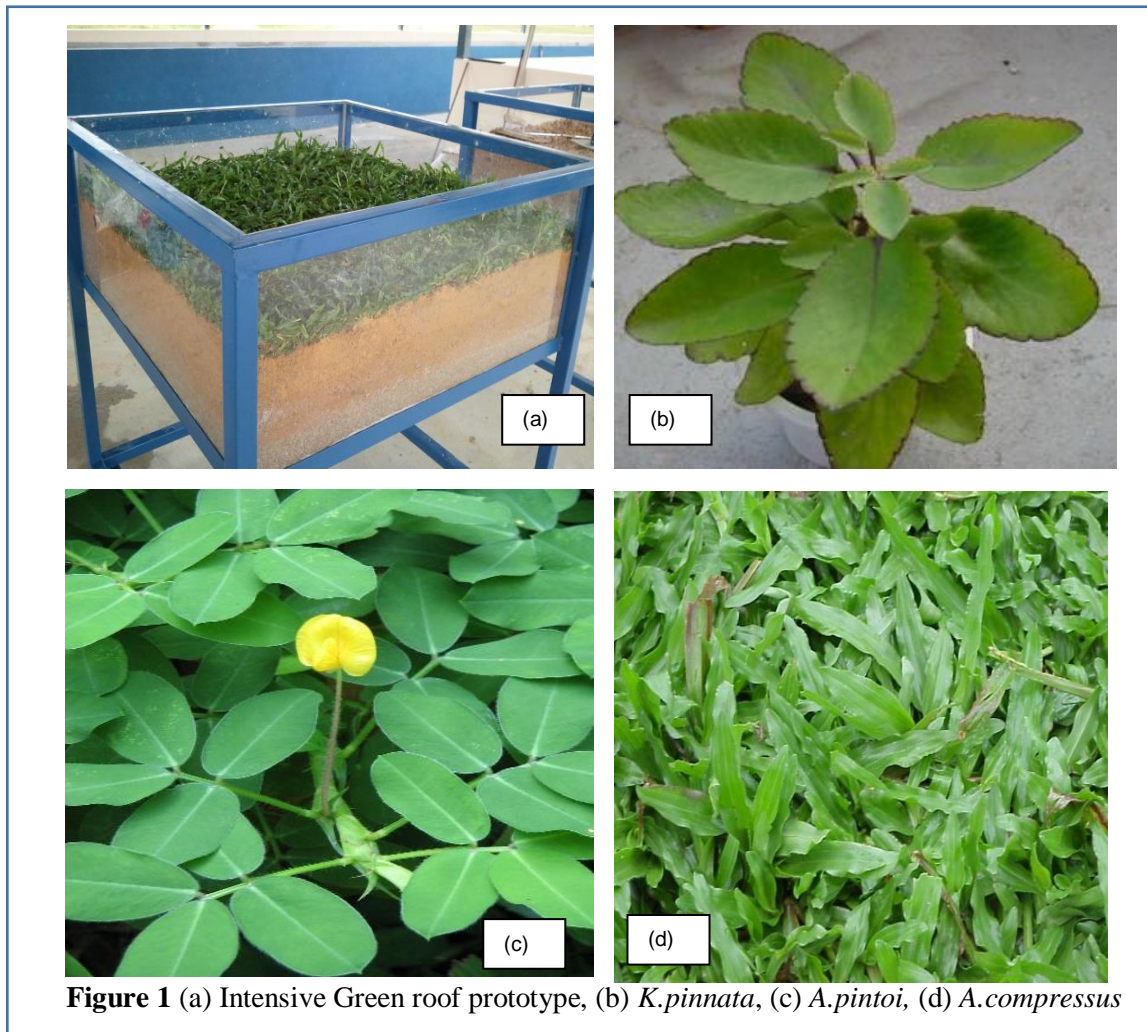 (a)
(b)
(c)
(d)
Figure 1 (a) Intensive Green roof prototype, (b) K.pinnata, (c) A.pintoi, (d) A.compressus